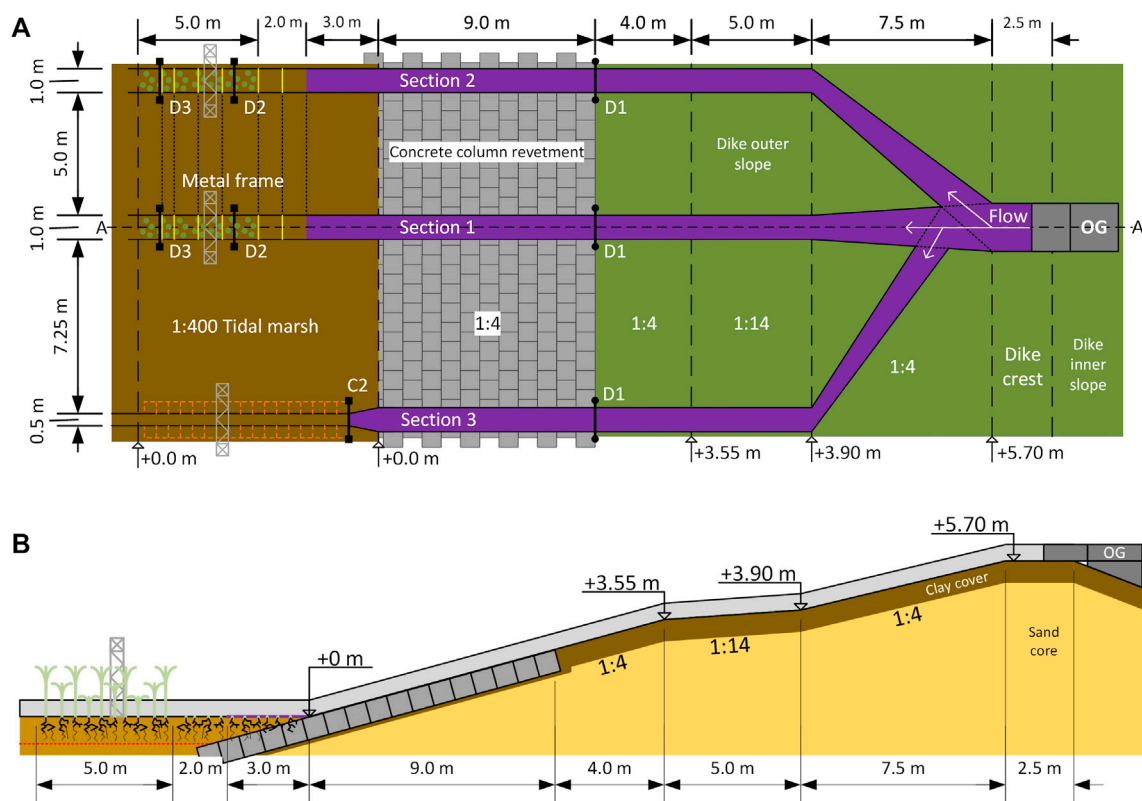 A
5.0 m
2.0 m
3.0 m
9.0 m
4.0 m
5.0 m
7.5 m
2.5 m
1.0 m
5.0 m
1.0 m
7.25 m
0.5 m
Section 2
D3
D2
D1
Concrete column revetment
Dike outer
slope
Metal frame
A
Section 1
Flow
OG
A
D3
D2
D1
1:400 Tidal marsh
1:4
1:4
1:14
1:4
Dike
crest
Dike
inner
slope
C2
D1
Section 3
+0.0 m
+0.0 m
+3.55 m
+3.90 m
+5.70 m
B
+5.70 m
OG
+3.55 m
+3.90 m
Clay cover
1:4
1:14
1:4
Sand
core
+0 m
5.0 m
2.0 m
3.0 m
9.0 m
4.0 m
5.0 m
7.5 m
2.5 m